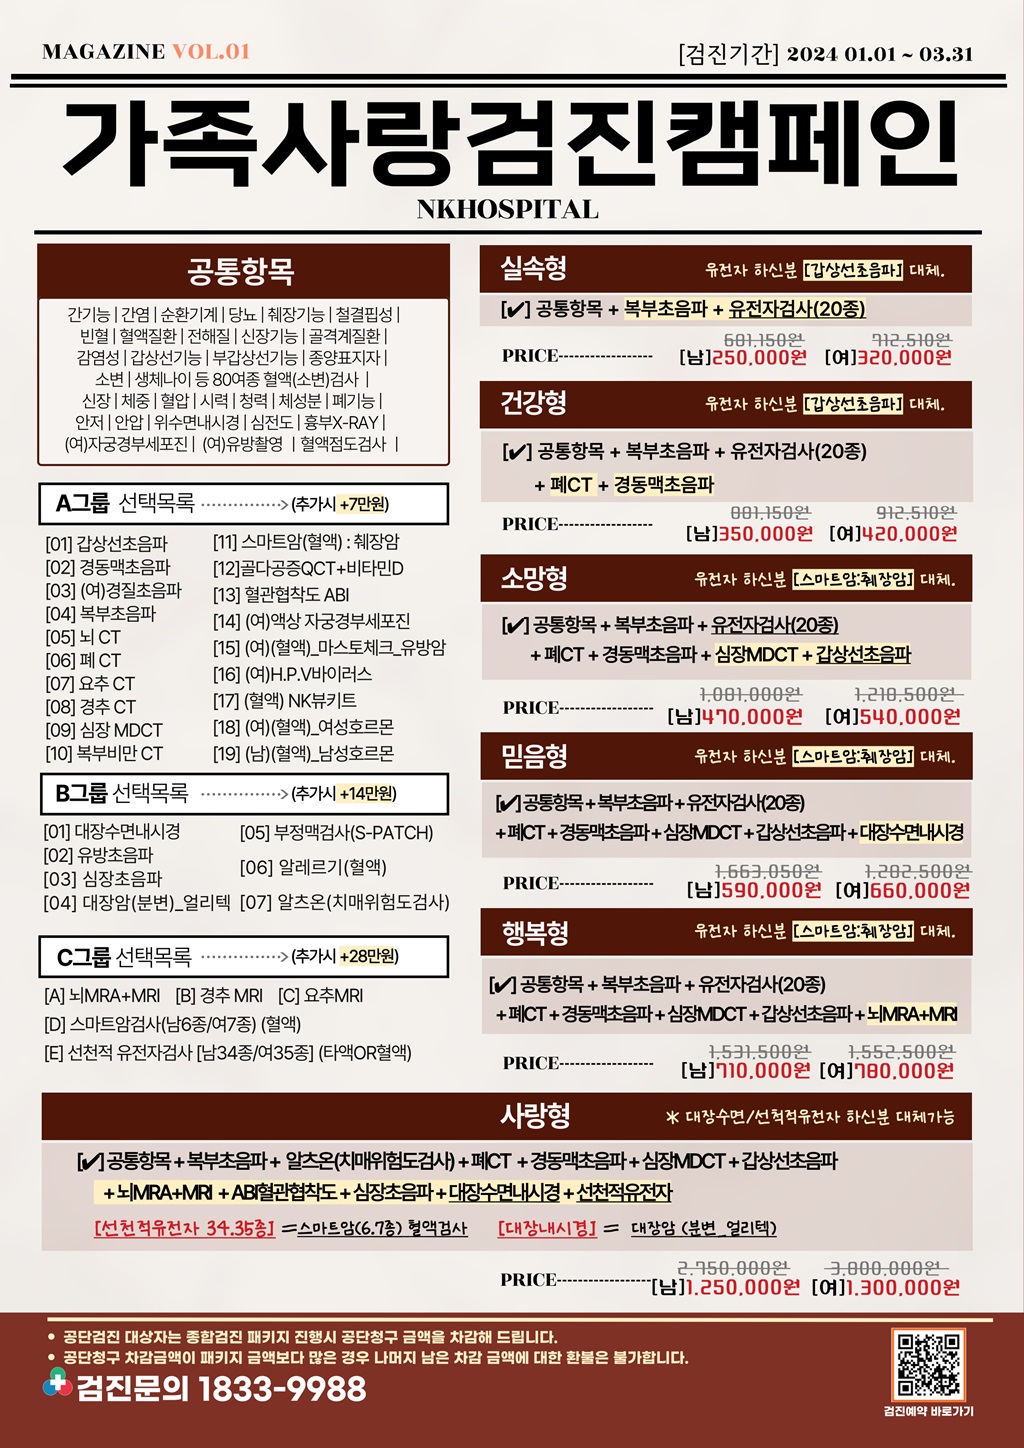 MAGAZINE VOL.01
[검진기간] 2024 01.01 ~ 03.31
가족사랑검진캠페인
NKHOSPITAL
공통항목
간기능 | 간염 | 순환기계 | 당뇨 | 췌장기능 | 철결핍성 |
빈혈 | 혈액질환 | 전해질 | 신장기능 | 골격계질환 |
감염성 | 갑상선기능 | 부갑상선기능 | 종양표지자 |
소변 | 생체나이 등 80여종 혈액(소변)검사 |
신장 | 체중 | 혈압 | 시력 | 청력 | 체성분 | 폐기능 |
안저 | 안압 | 위수면내시경 | 심전도 | 흉부X-RAY |
(여)자궁경부세포진 | (여)유방촬영 | 혈액점도검사 |
A그룹 선택목록 (추가시 +7만원)
[01] 갑상선초음파
[02] 경동맥초음파
[03] (여)경질초음파
[04] 복부초음파
[05] 뇌 CT
[06] 폐 CT
[07] 요추 CT
[08] 경추 CT
[09] 심장 MDCT
[10] 복부비만 CT
[11] 스마트암(혈액) : 췌장암
[12]골다공증QCT+비타민D
[13] 혈관협착도 ABI
[14] (여)액상 자궁경부세포진
[15] (여)(혈액)_마스토체크_유방암
[16] (여)H.P.V바이러스
[17] (혈액) NK뷰키트
[18] (여)(혈액)_여성호르몬
[19] (남)(혈액)_남성호르몬
B그룹 선택목록 (추가시 +14만원)
[01] 대장수면내시경
[02] 유방초음파
[03] 심장초음파
[04] 대장암(분변)_얼리텍
[05] 부정맥검사(S-PATCH)
[06] 알레르기(혈액)
[07] 알츠온(치매위험도검사)
C그룹 선택목록 (추가시 +28만원)
[A] 뇌MRA+MRI [B] 경추 MRI [C] 요추MRI
[D] 스마트암검사(남6종/여7종) (혈액)
[E] 선천적 유전자검사 [남34종/여35종] (타액OR혈액)
실속형 유전자 하신분 [갑상선초음파] 대체.
[✔] 공통항목 + 복부초음파 + 유전자검사(20종)
681,150원 712,510원
PRICE------------------ [남]250,000원 [여]320,000원
건강형 유전자 하신분 [갑상선초음파] 대체.
[✔] 공통항목 + 복부초음파 + 유전자검사(20종)
+ 폐CT + 경동맥초음파
881,150원 912,510원
PRICE------------------ [남]350,000원 [여]420,000원
소망형 유전자 하신분 [스마트암:췌장암] 대체.
[✔] 공통항목 + 복부초음파 + 유전자검사(20종)
+ 폐CT + 경동맥초음파 + 심장MDCT + 갑상선초음파
1,081,000원 1,218,500원
PRICE------------------ [남]470,000원 [여]540,000원
믿음형 유전자 하신분 [스마트암:췌장암] 대체.
[✔] 공통항목 + 복부초음파 + 유전자검사(20종)
+ 폐CT + 경동맥초음파 + 심장MDCT + 갑상선초음파 + 대장수면내시경
1,663,050원 1,282,500원
PRICE------------------ [남]590,000원 [여]660,000원
행복형 유전자 하신분 [스마트암:췌장암] 대체.
[✔] 공통항목 + 복부초음파 + 유전자검사(20종)
+ 폐CT + 경동맥초음파 + 심장MDCT + 갑상선초음파 + 뇌MRA+MRI
1,531,500원 1,552,500원
PRICE------------------ [남]710,000원 [여]780,000원
사랑형 * 대장수면/선척적유전자 하신분 대체가능
[✔] 공통항목 + 복부초음파 + 알츠온(치매위험도검사) + 폐CT + 경동맥초음파 + 심장MDCT + 갑상선초음파
+ 뇌MRA+MRI + ABI혈관협착도 + 심장초음파 + 대장수면내시경 + 선천적유전자
[선천적유전자 34.35종] =스마트암(6.7종) 혈액검사 [대장내시경] = 대장암 (분변_얼리텍)
2,750,000원 3,800,000원
PRICE------------------ [남]1,250,000원 [여]1,300,000원
• 공단검진 대상자는 종합검진 패키지 진행시 공단청구 금액을 차감해 드립니다.
• 공단청구 차감금액이 패키지 금액보다 많은 경우 나머지 남은 차감 금액에 대한 환불은 불가합니다.
검진문의 1833-9988
검진예약 바로가기